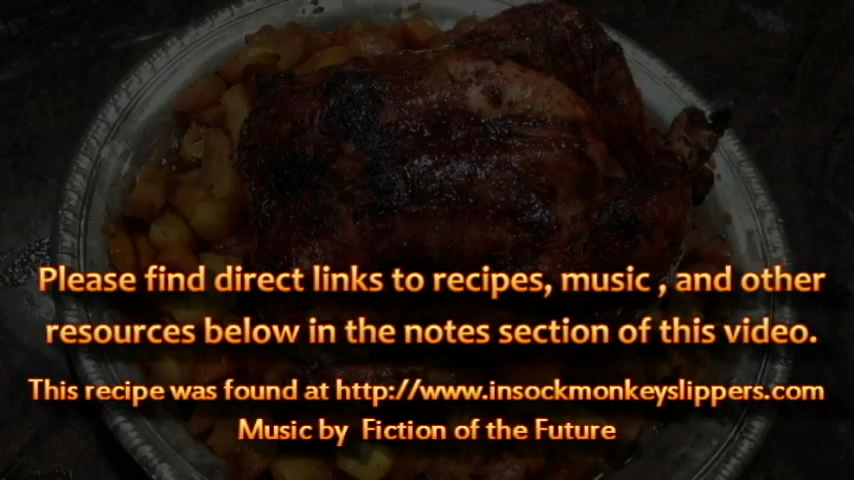 Please find direct links to recipes, music , and other
resources below in the notes section of this video.
This recipe was found at http://www.insockmonkeyslippers.com
Music by Fiction of the Future